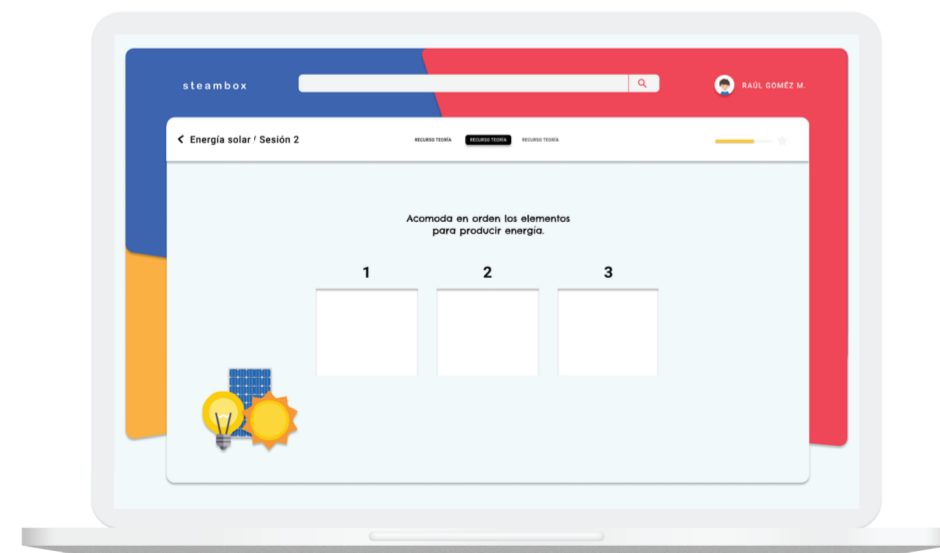 steambox
RAÚL GOMÉZ M.
Energía solar / Sesión 2
RECURSO TEORÍA
RECURSO TEORÍA
RECURSO TEORÍA
Acomoda en orden los elementos
para producir energía.
1
2
3